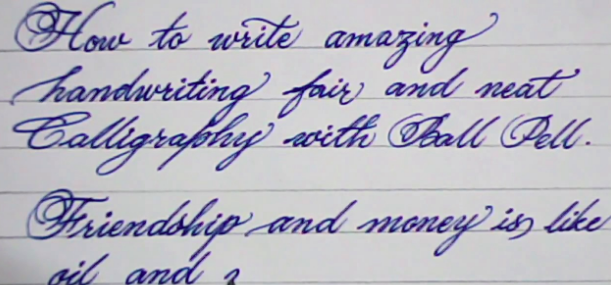 How to write amazing
handwriting fair and neat
Calligraphy with Ball Pell.
Friendship and money is like
oil and